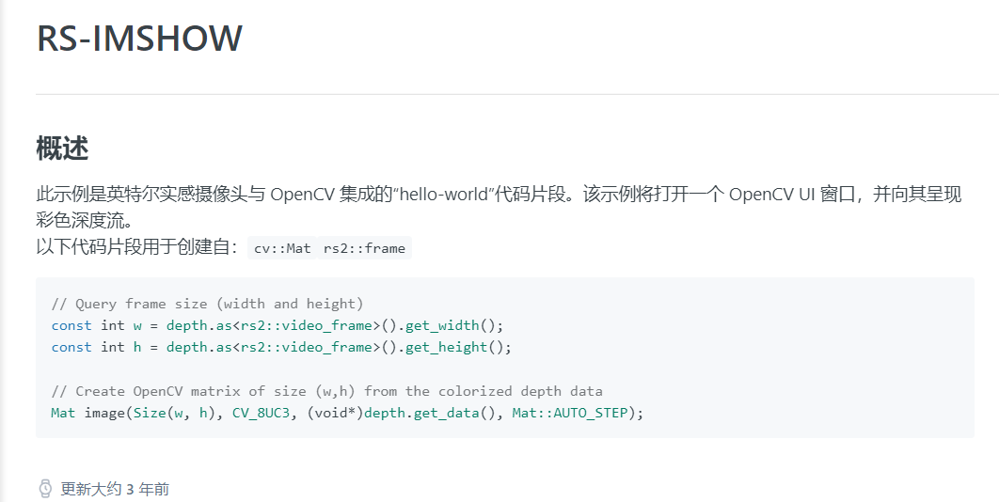 RS-IMSHOW
概述
此示例是英特尔实感摄像头与 OpenCV 集成的“hello-world”代码片段。该示例将打开一个 OpenCV UI 窗口，并向其呈现
彩色深度流。
以下代码片段用于创建自： cv::Mat rs2::frame
// Query frame size (width and height)
const int w = depth.as<rs2::video_frame>().get_width();
const int h = depth.as<rs2::video_frame>().get_height();
// Create OpenCV matrix of size (w,h) from the colorized depth data
Mat image(Size(w, h), CV_8UC3, (void*)depth.get_data(), Mat::AUTO_STEP);
更新大约 3 年前